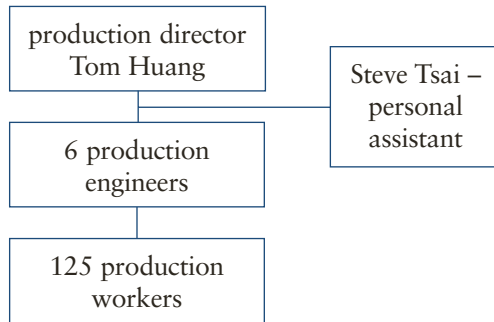 production director
Tom Huang
Steve Tsai –
personal
assistant
6 production
engineers
125 production
workers